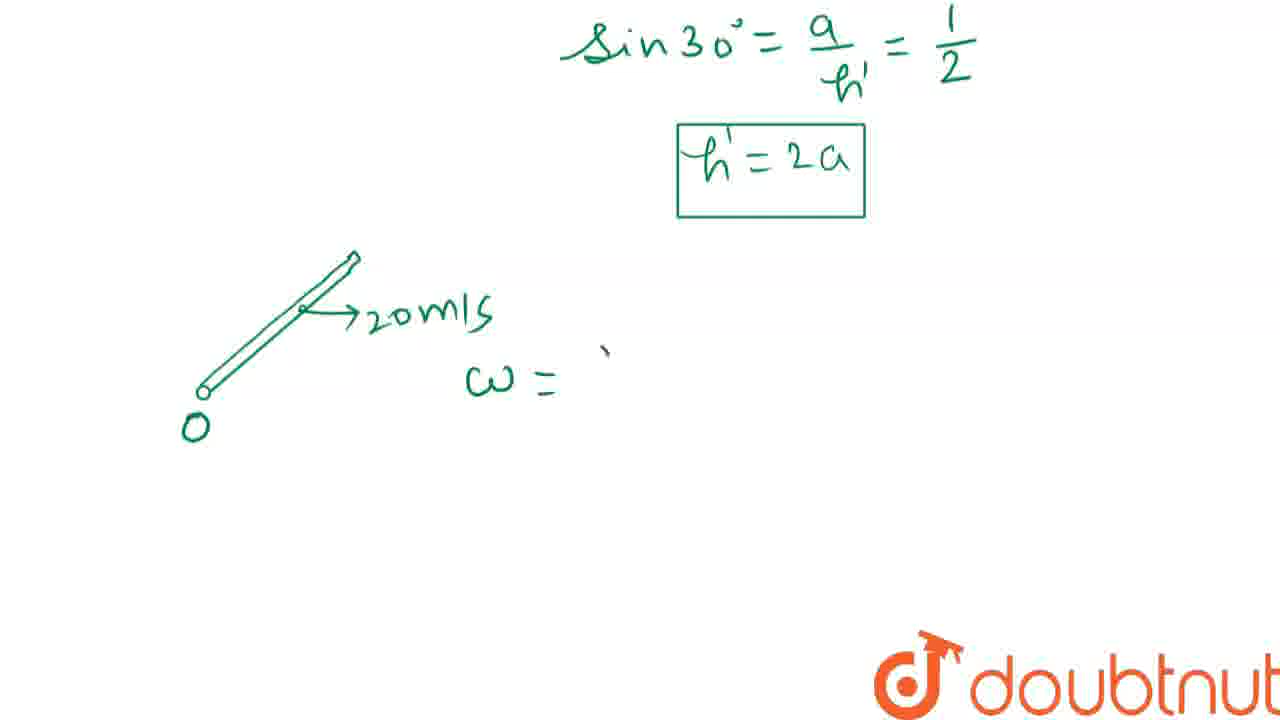 sin 30° = a/h' = 1/2
h' = 2a
20m/s
ω =
O
doubtnut